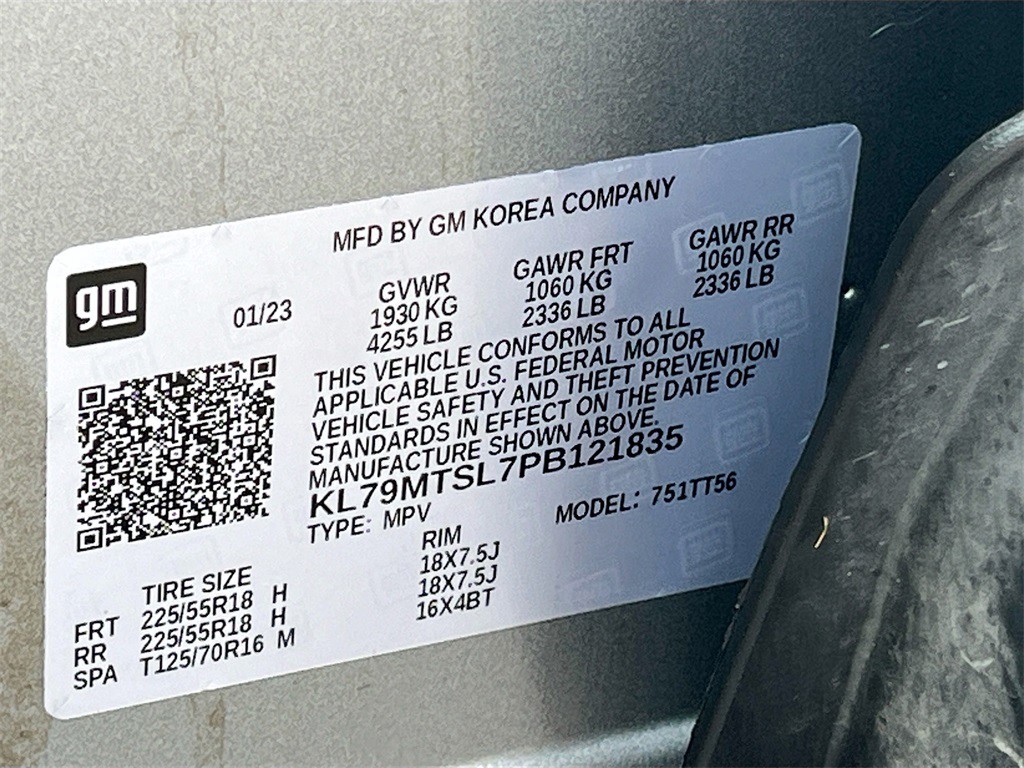 MFD BY GM KOREA COMPANY
gm
01/23
GVWR GAWR FRT GAWR RR
1930 KG 1060 KG 1060 KG
4255 LB 2336 LB 2336 LB
THIS VEHICLE CONFORMS TO ALL
APPLICABLE U.S. FEDERAL MOTOR
VEHICLE SAFETY AND THEFT PREVENTION
STANDARDS IN EFFECT ON THE DATE OF
MANUFACTURE SHOWN ABOVE.
KL79MTSL7PB121835
TYPE: MPV MODEL: 751TT56
TIRE SIZE RIM
FRT 225/55R18 H 18X7.5J
RR 225/55R18 H 18X7.5J
SPA T125/70R16 M 16X4BT